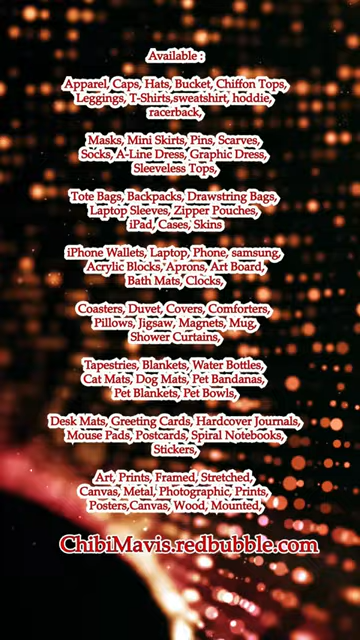 Available :
Apparel, Caps, Hats, Bucket, Chiffon Tops,
Leggings, T-Shirts,sweatshirt, hoddie,
racerback,
Masks, Mini Skirts, Pins, Scarves,
Socks, A-Line Dress, Graphic Dress,
Sleeveless Tops,
Tote Bags, Backpacks, Drawstring Bags,
Laptop Sleeves, Zipper Pouches,
iPad, Cases, Skins
iPhone Wallets, Laptop, Phone, samsung,
Acrylic Blocks, Aprons, Art Board,
Bath Mats, Clocks,
Coasters, Duvet, Covers, Comforters,
Pillows, Jigsaw, Magnets, Mug,
Shower Curtains,
Tapestries, Blankets, Water Bottles,
Cat Mats, Dog Mats, Pet Bandanas,
Pet Blankets, Pet Bowls,
Desk Mats, Greeting Cards, Hardcover Journals,
Mouse Pads, Postcards, Spiral Notebooks,
Stickers,
Art, Prints, Framed, Stretched,
Canvas, Metal, Photographic, Prints,
Posters,Canvas, Wood, Mounted,
ChibiMavis.redbubble.com